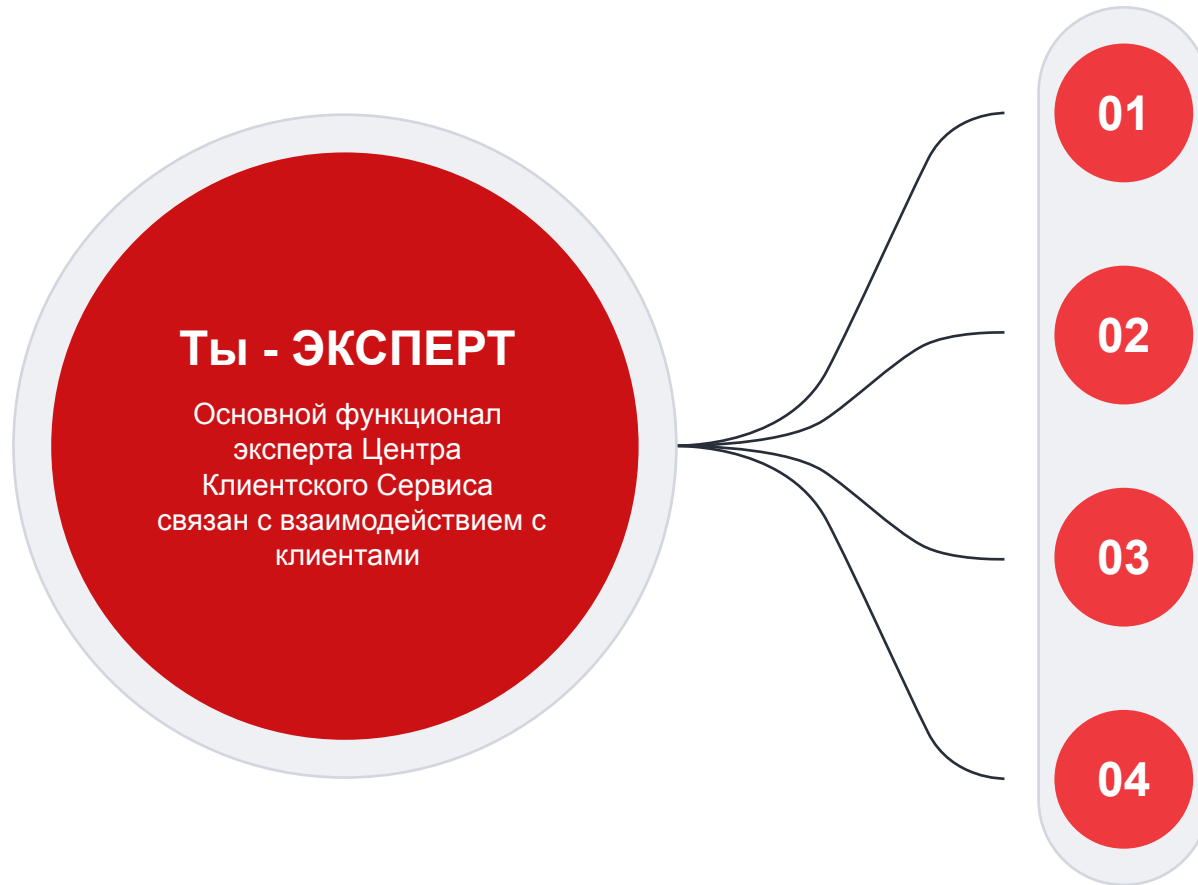 Ты - ЭКСПЕРТ
Основной функционал
эксперта Центра
Клиентского Сервиса
связан с взаимодействием с
клиентами
01
02
03
04